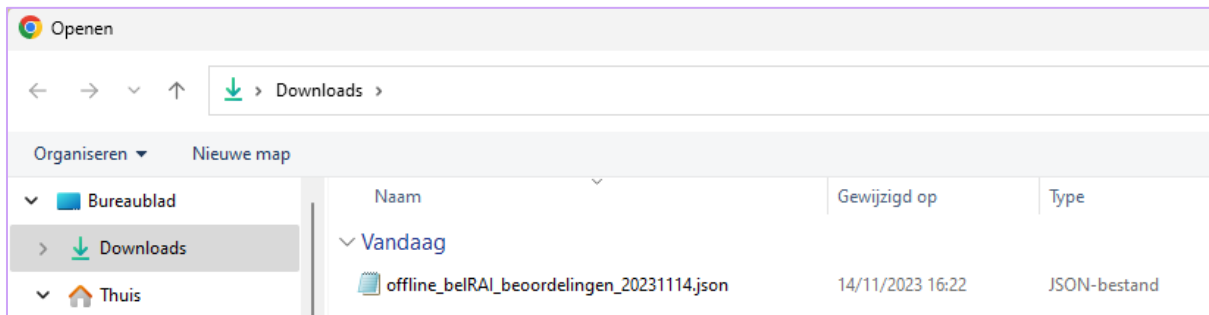 Openen
Downloads
Organiseren Nieuwe map
Bureaublad
Downloads
Thuis
Naam Gewijzigd op Type
Vandaag
offline_belRAI_beoordelingen_20231114.json 14/11/2023 16:22 JSON-bestand